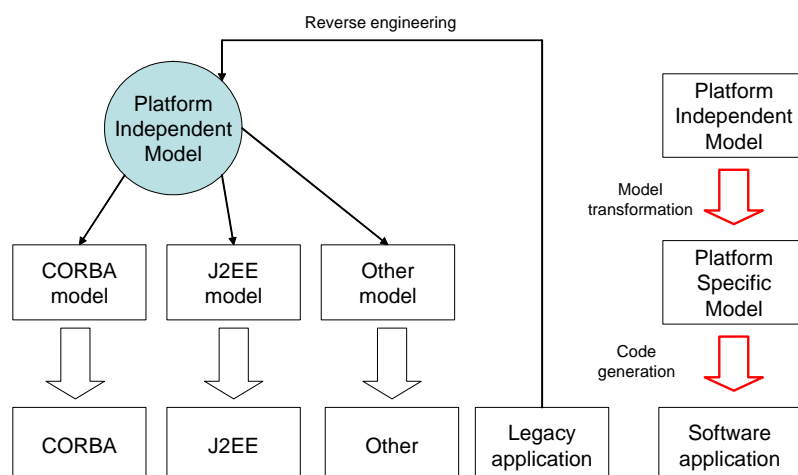 Reverse engineering
Platform
Independent
Model
CORBA
model
J2EE
model
Other
model
CORBA
J2EE
Other
Legacy
application
Platform
Independent
Model
Model
transformation
Platform
Specific
Model
Code
generation
Software
application